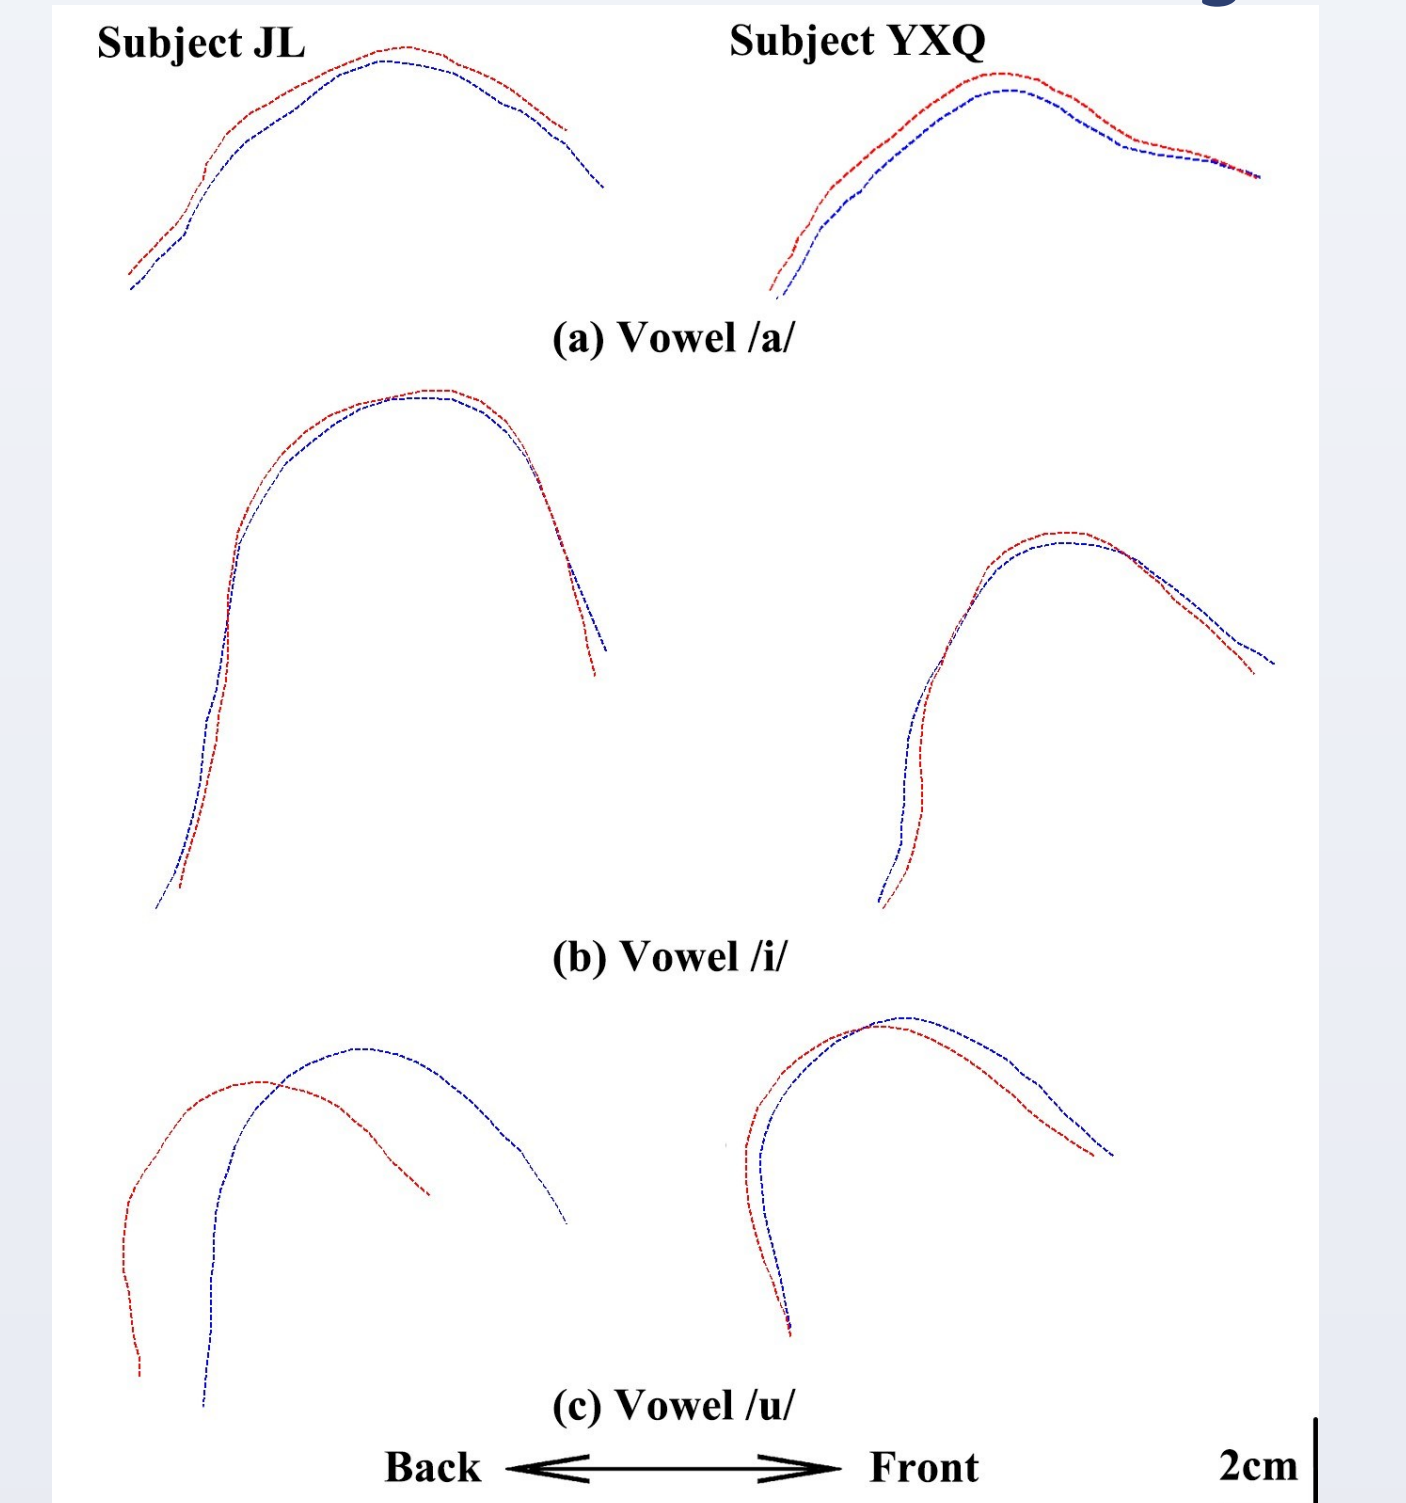 Subject JL
Subject YXQ
(a) Vowel /a/
(b) Vowel /i/
(c) Vowel /u/
Back Front 2cm